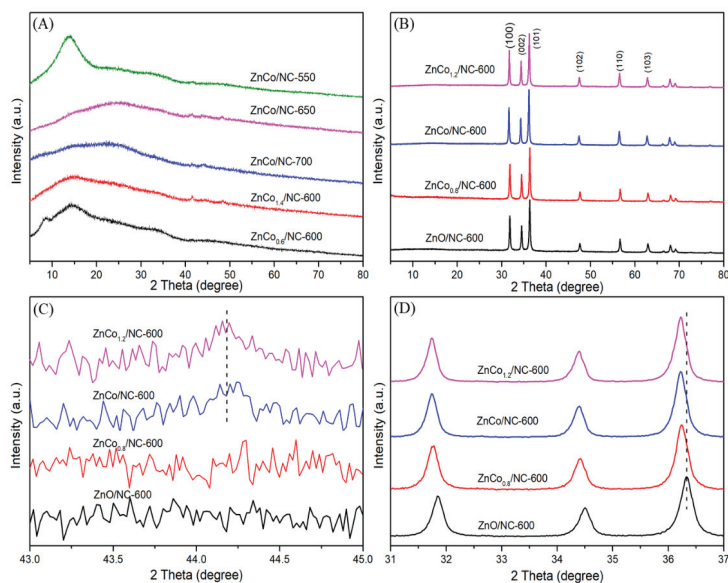 (A)
ZnCo/NC-550
ZnCo/NC-650
ZnCo/NC-700
ZnCo1.4/NC-600
ZnCo0.6/NC-600
Intensity (a.u.)
0 10 20 30 40 50 60 70 80
2 Theta (degree)
(B)
(100)
(002)
(101)
(102)
(110)
(103)
ZnCo1.2/NC-600
ZnCo/NC-600
ZnCo0.8/NC-600
ZnO/NC-600
Intensity (a.u.)
10 20 30 40 50 60 70 80
2 Theta (degree)
(C)
ZnCo1.2/NC-600
ZnCo/NC-600
ZnCo0.8/NC-600
ZnO/NC-600
Intensity (a.u.)
43.0 43.5 44.0 44.5 45.0
2 Theta (degree)
(D)
ZnCo1.2/NC-600
ZnCo/NC-600
ZnCo0.8/NC-600
ZnO/NC-600
Intensity (a.u.)
31 32 33 34 35 36 37
2 Theta (degree)